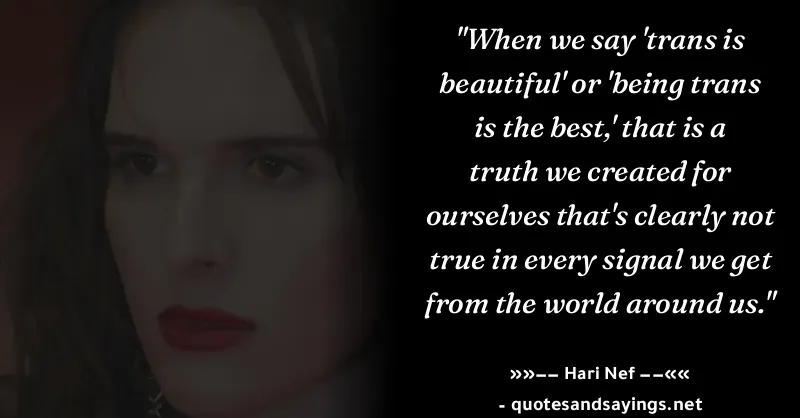 "When we say 'trans is
beautiful' or 'being trans
is the best,' that is a
truth we created for
ourselves that's clearly not
true in every signal we get
from the world around us."
»»–– Hari Nef ––««
- quotesandsayings.net